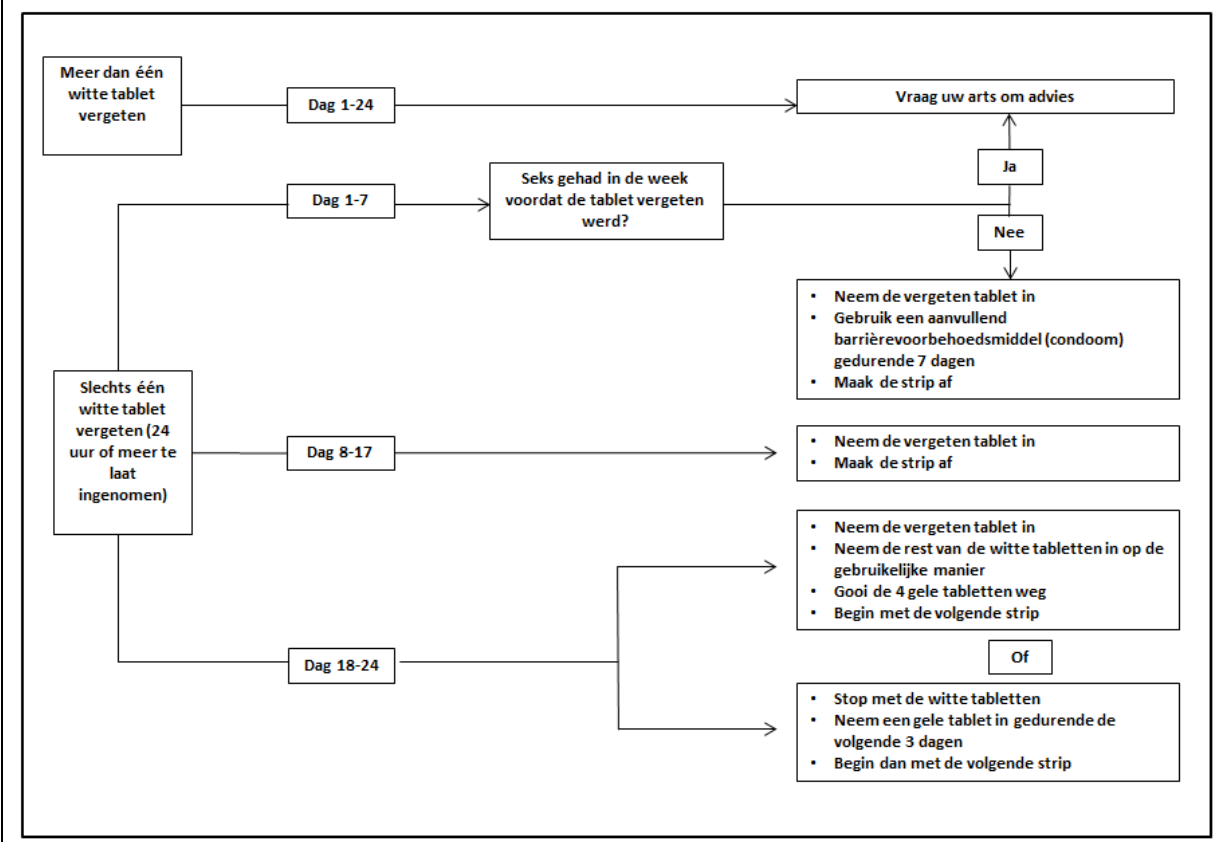 Meer dan één
witte tablet
vergeten
Dag 1-24
Vraag uw arts om advies
Ja
Dag 1-7
Seks gehad in de week
voordat de tablet vergeten
werd?
Nee
• Neem de vergeten tablet in
• Gebruik een aanvullend
barrièrevoorbehoedsmiddel (condoom)
gedurende 7 dagen
• Maak de strip af
Slechts één
witte tablet
vergeten (24
uur of meer te
laat
ingenomen)
Dag 8-17
• Neem de vergeten tablet in
• Maak de strip af
Dag 18-24
• Neem de vergeten tablet in
• Neem de rest van de witte tabletten in op de
gebruikelijke manier
• Gooi de 4 gele tabletten weg
• Begin met de volgende strip
Of
• Stop met de witte tabletten
• Neem een gele tablet in gedurende de
volgende 3 dagen
• Begin dan met de volgende strip